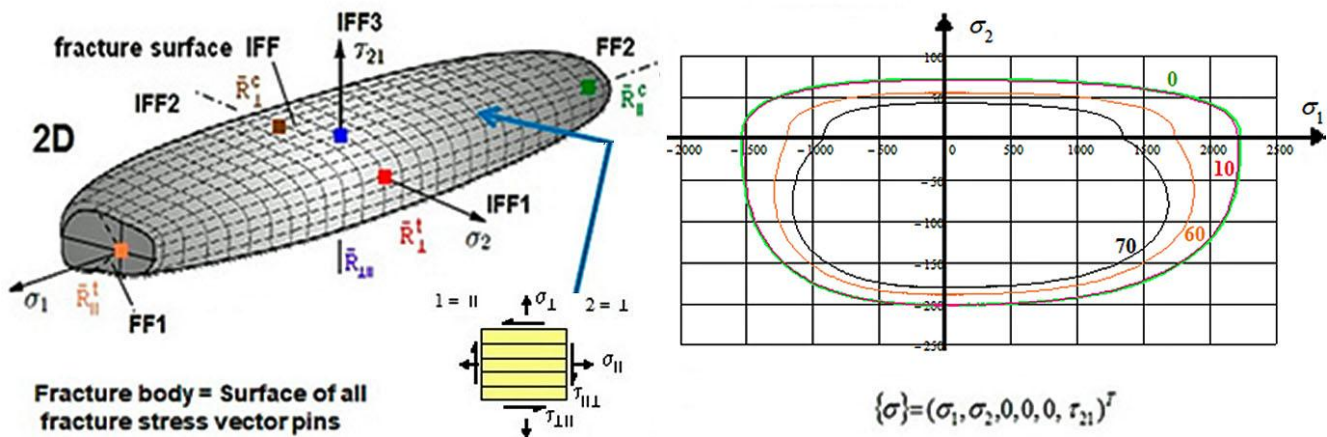 IFF3
fracture surface IFF
τ21
FF2
R̄⊥c
R̄||c
IFF2
2D
IFF1
R̄⊥t
σ2
R̄⊥||
σ1
R̄||t
FF1
1 = ||
σ⊥
2 = ⊥
σ||
τ||⊥
τ⊥||
Fracture body = Surface of all
fracture stress vector pins
σ2
100
0
50
σ1
-2000 -1500 -1000 -500 0 500 1000 1500 2000 2500
10
-50
-100
70
60
-150
-200
-250
{σ}=(σ1,σ2,0,0,0,τ21)T